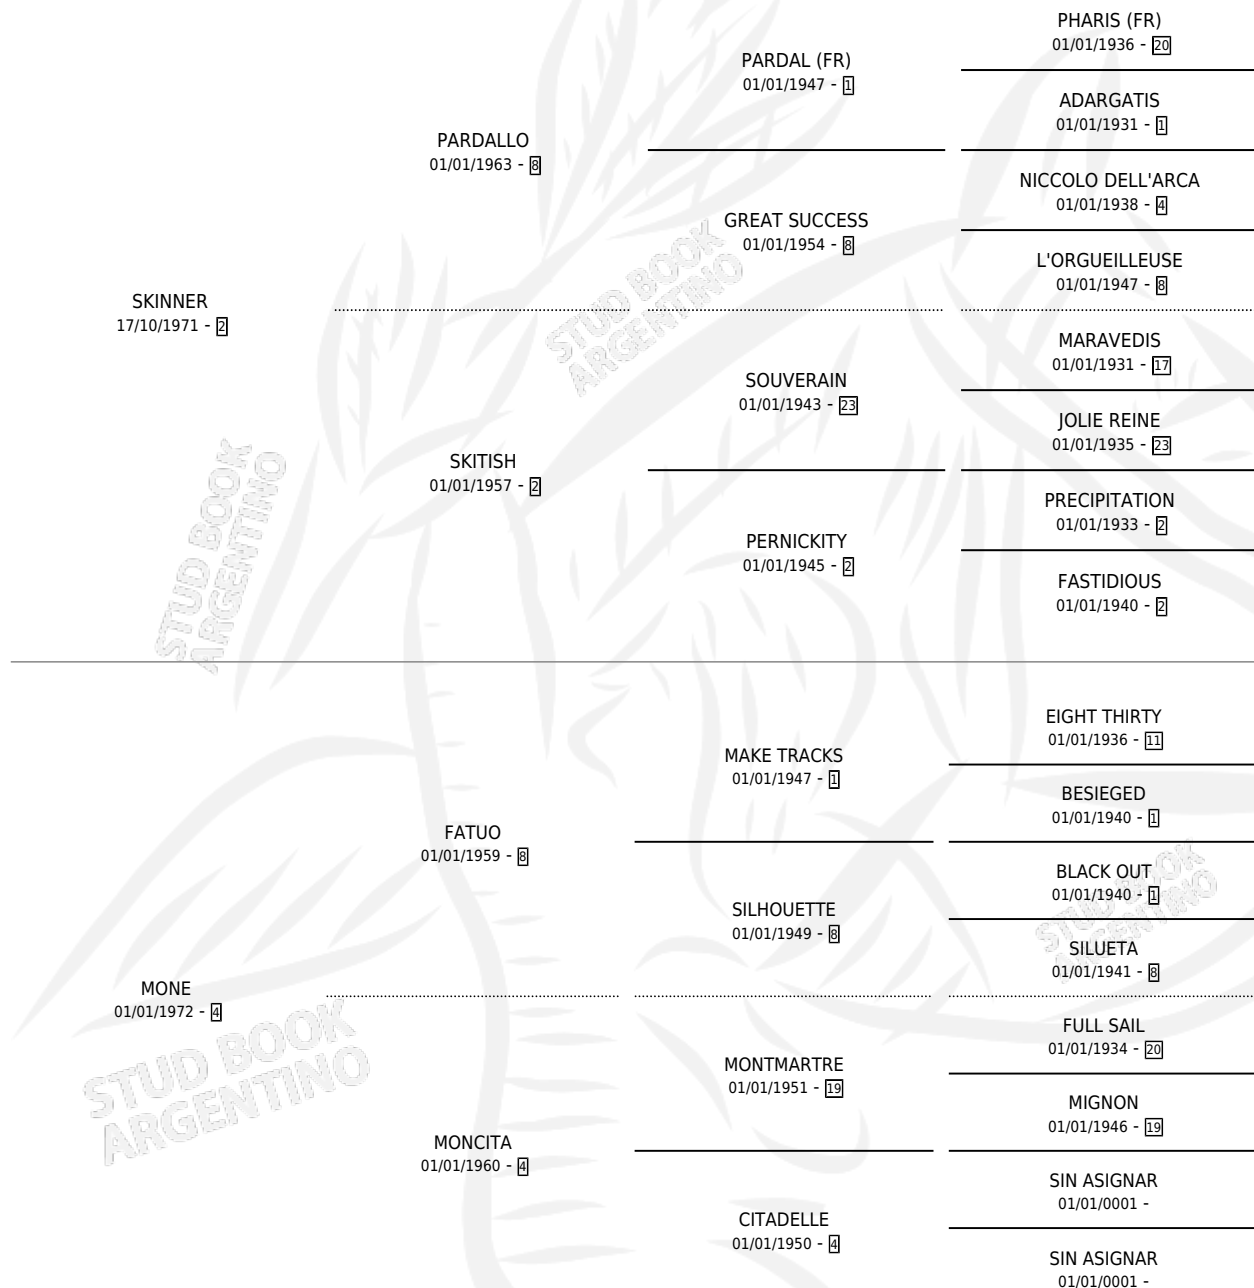 PHARIS (FR)
01/01/1936 - 20
PARDAL (FR)
01/01/1947 - 1
ADARGATIS
01/01/1931 - 1
PARDALLO
01/01/1963 - 8
NICCOLO DELL'ARCA
01/01/1938 - 4
GREAT SUCCESS
01/01/1954 - 8
L'ORGUEILLEUSE
01/01/1947 - 8
SKINNER
17/10/1971 - 2
MARAVEDIS
01/01/1931 - 17
SOUVERAIN
01/01/1943 - 23
JOLIE REINE
01/01/1935 - 23
SKITISH
01/01/1957 - 2
PRECIPITATION
01/01/1933 - 2
PERNICKITY
01/01/1945 - 2
FASTIDIOUS
01/01/1940 - 2
EIGHT THIRTY
01/01/1936 - 11
MAKE TRACKS
01/01/1947 - 1
BESIEGED
01/01/1940 - 1
FATUO
01/01/1959 - 8
BLACK OUT
01/01/1940 - 1
SILHOUETTE
01/01/1949 - 8
SILUETA
01/01/1941 - 8
MONE
01/01/1972 - 4
FULL SAIL
01/01/1934 - 20
MONTMARTRE
01/01/1951 - 19
MIGNON
01/01/1946 - 19
MONCITA
01/01/1960 - 4
SIN ASIGNAR
01/01/0001 -
CITADELLE
01/01/1950 - 4
SIN ASIGNAR
01/01/0001 -
STUD BOOK
ARGENTINO
STUD BOOK
ARGENTINO
STUD BOOK
ARGENTINO
STUD BOOK
ARGENTINO